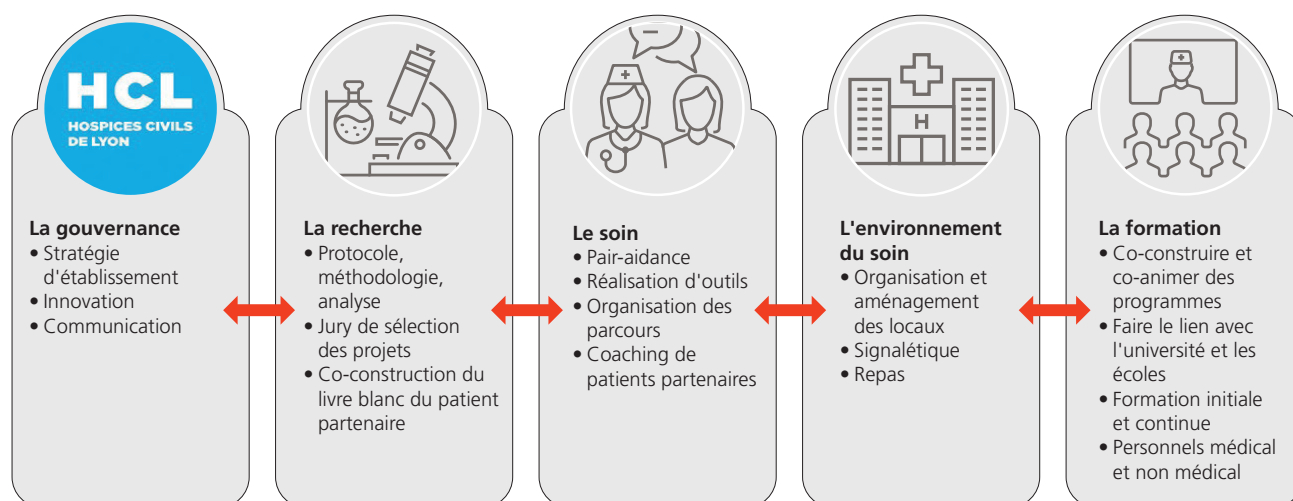 HCL
HOSPICES CIVILS
DE LYON
La gouvernance
• Stratégie
d'établissement
• Innovation
• Communication
La recherche
• Protocole,
méthodologie,
analyse
• Jury de sélection
des projets
• Co-construction du
livre blanc du patient
partenaire
Le soin
• Pair-aidance
• Réalisation d'outils
• Organisation des
parcours
• Coaching de
patients partenaires
H
L'environnement
du soin
• Organisation et
aménagement
des locaux
• Signalétique
• Repas
La formation
• Co-construire et
co-animer des
programmes
• Faire le lien avec
l'université et les
écoles
• Formation initiale
et continue
• Personnels médical
et non médical